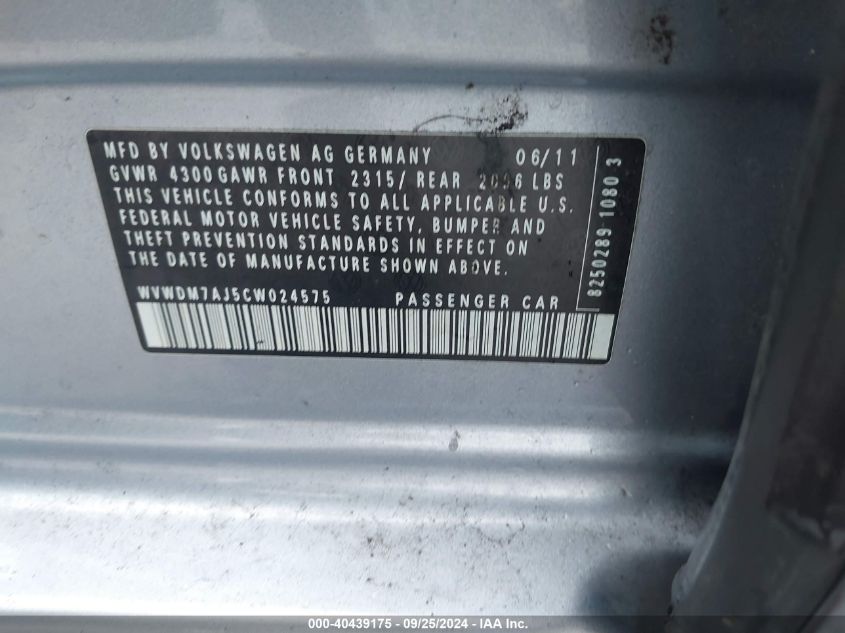 MFD BY VOLKSWAGEN AG GERMANY 06/11
GVWR 4300 GAWR FRONT 2315/ REAR LBS
THIS VEHICLE CONFORMS TO ALL APPLICABLE U.S.
FEDERAL MOTOR VEHICLE SAFETY, BUMPER AND
THEFT PREVENTION STANDARDS IN EFFECT ON
THE DATE OF MANUFACTURE SHOWN ABOVE.
WVWDM7AJ5CW024575 PASSENGER CAR
8250289 1080 3
000-40439175 - 09/25/2024 - IAA Inc.